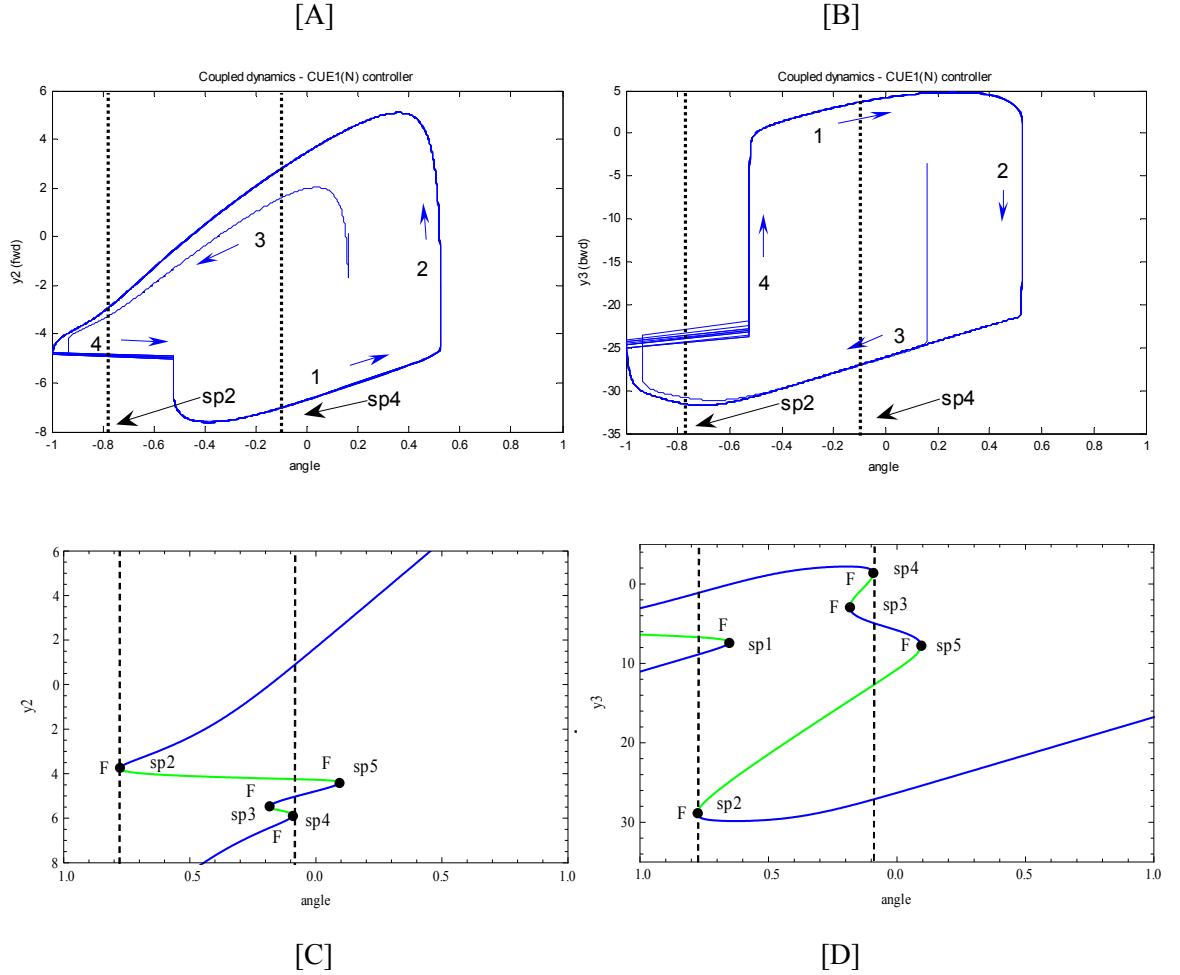 [A]
[B]
Coupled dynamics - CUE1(N) controller
6
4
2
0
-2
-4
-6
-8
y2 (fwd)
3
2
4
1
sp2
sp4
-1 -0.8 -0.6 -0.4 -0.2 0 0.2 0.4 0.6 0.8 1
angle
Coupled dynamics - CUE1(N) controller
5
0
-5
-10
-15
-20
-25
-30
-35
y3 (bwd)
1
2
4
3
sp2
sp4
-1 -0.8 -0.6 -0.4 -0.2 0 0.2 0.4 0.6 0.8 1
angle
6
4
2
0
2
4
6
8
y2
F sp2
F sp5
F
sp3 sp4
F
1.0 0.5 0.0 0.5 1.0
angle
0
10
20
30
y3
F sp4
F sp3
F
sp1
F sp5
F sp2
1.0 0.5 0.0 0.5 1.0
angle
[C]
[D]